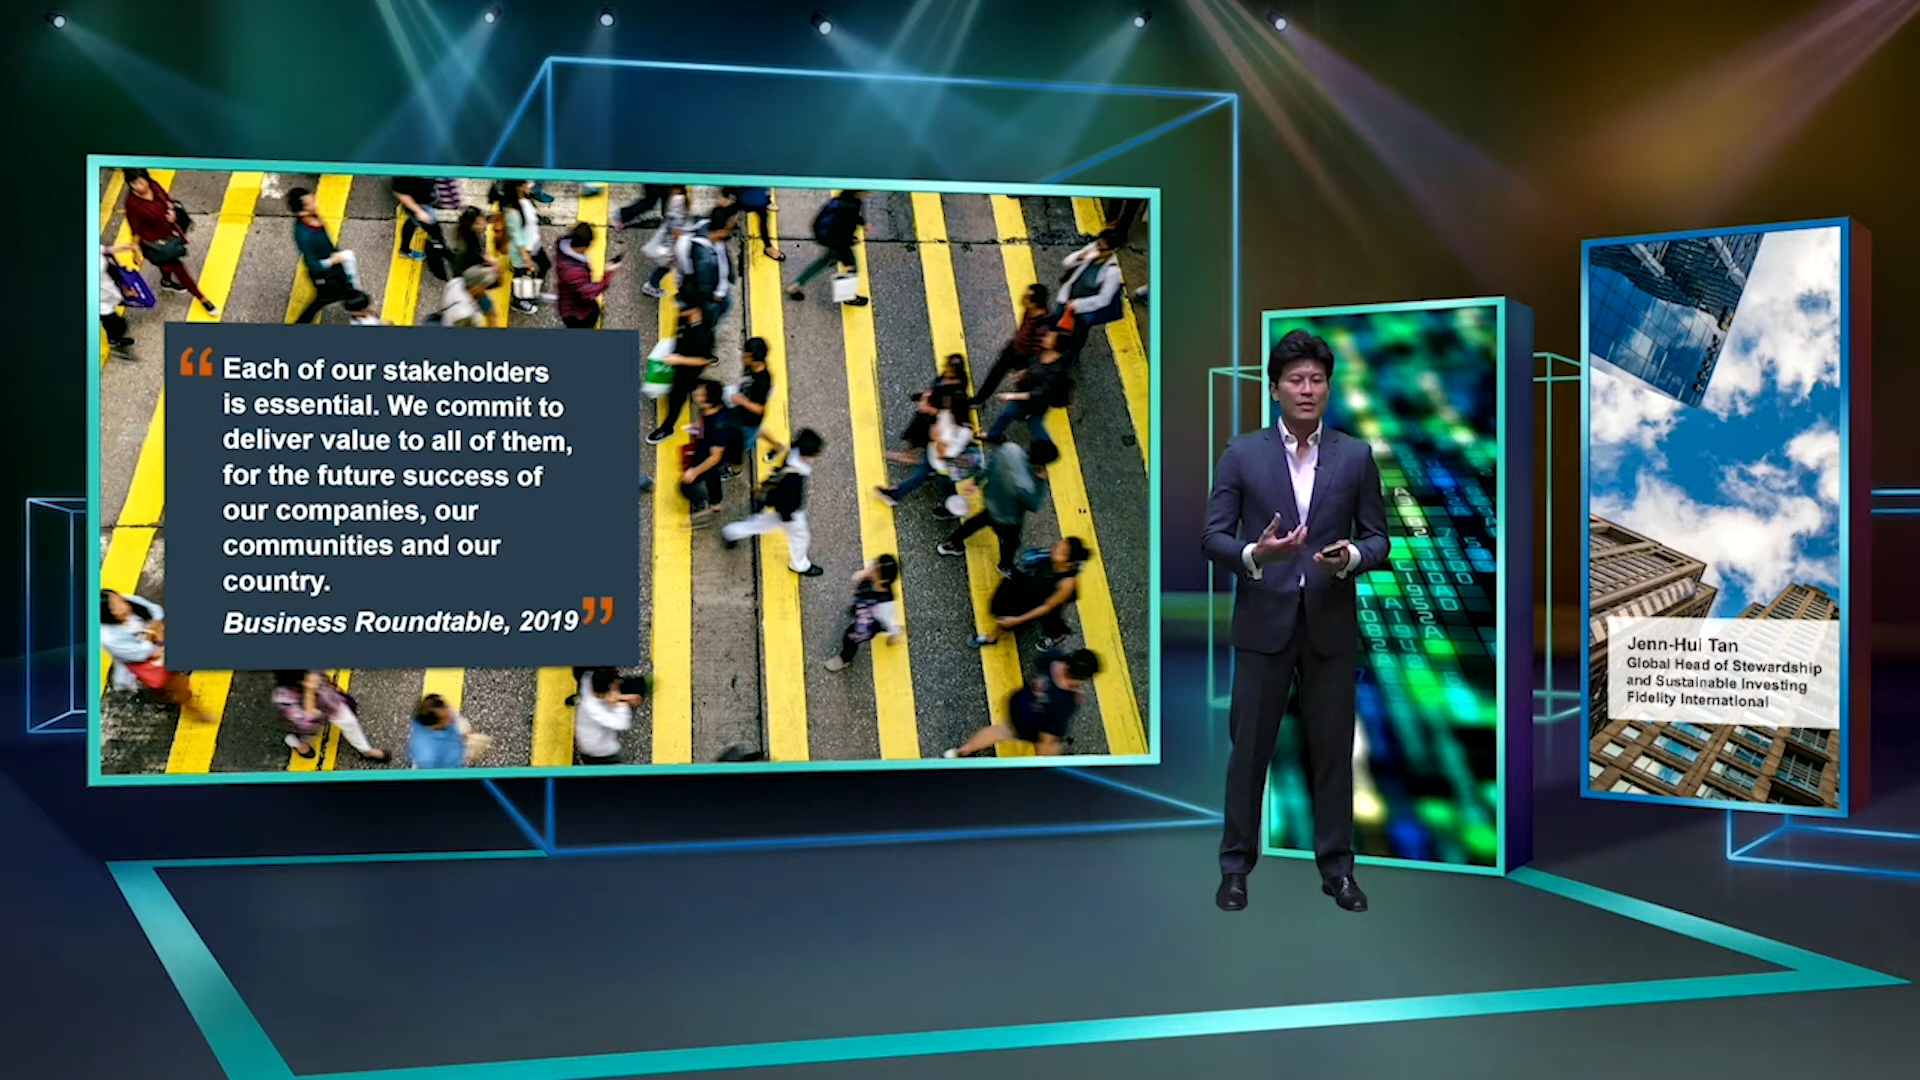 “ Each of our stakeholders
is essential. We commit to
deliver value to all of them,
for the future success of
our companies, our
communities and our
country.
Business Roundtable, 2019 ”
Jenn-Hui Tan
Global Head of Stewardship
and Sustainable Investing
Fidelity International